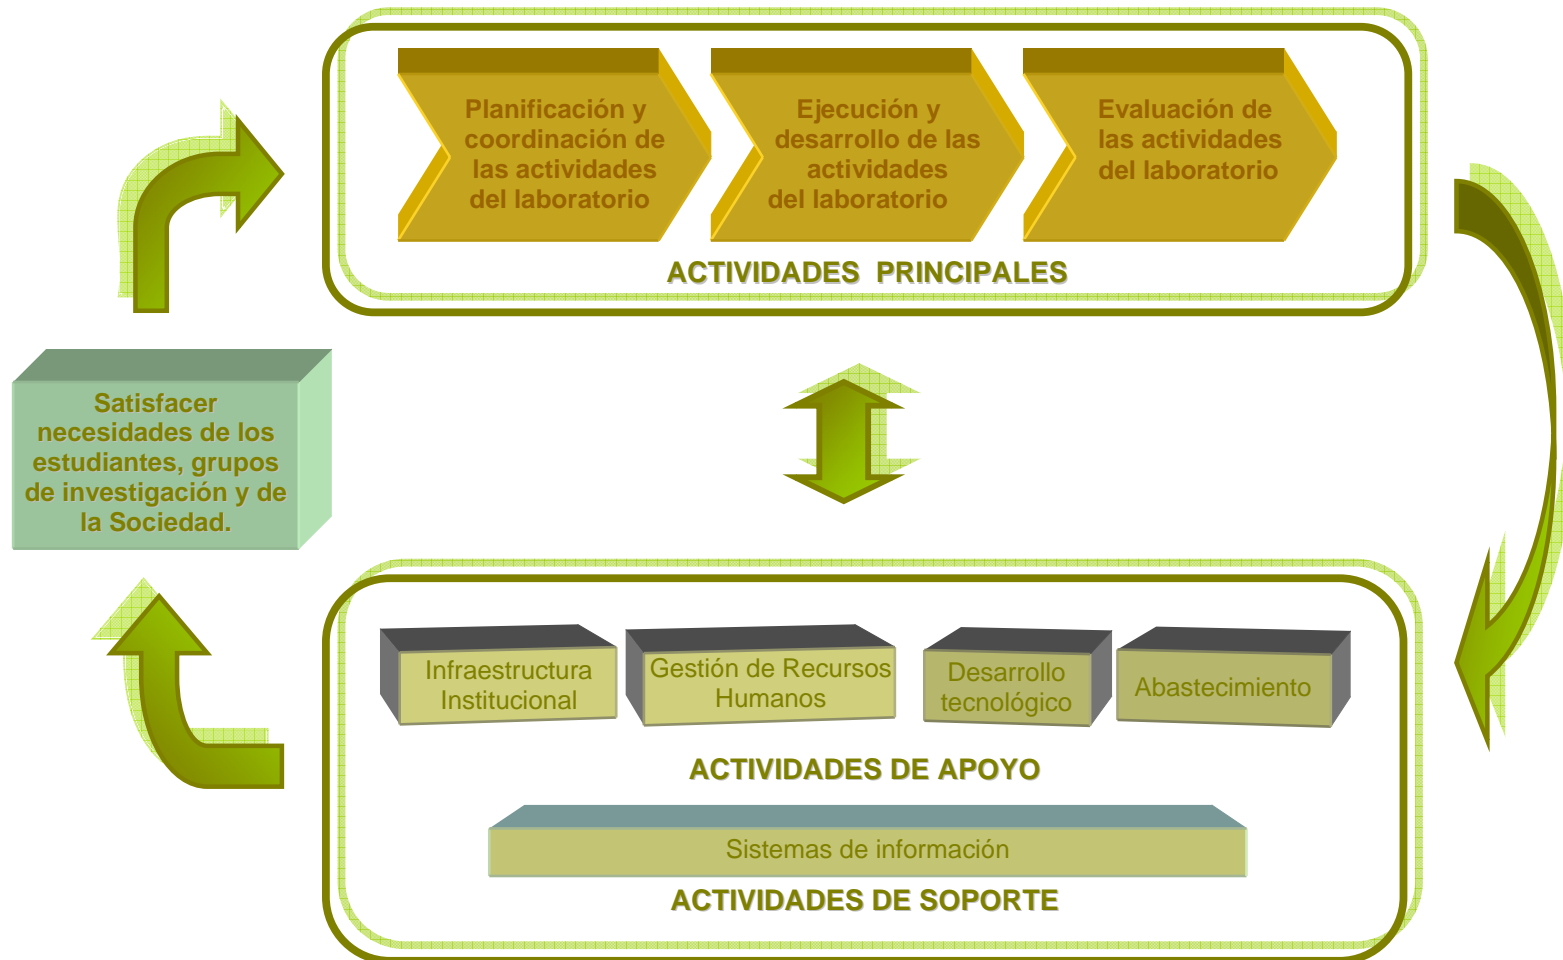 Planificación y
coordinación de
las actividades
del laboratorio
Ejecución y
desarrollo de las
actividades
del laboratorio
Evaluación de
las actividades
del laboratorio
ACTIVIDADES PRINCIPALES
Satisfacer
necesidades de los
estudiantes, grupos
de investigación y de
la Sociedad.
Infraestructura
Institucional
Gestión de Recursos
Humanos
Desarrollo
tecnológico
Abastecimiento
ACTIVIDADES DE APOYO
Sistemas de información
ACTIVIDADES DE SOPORTE